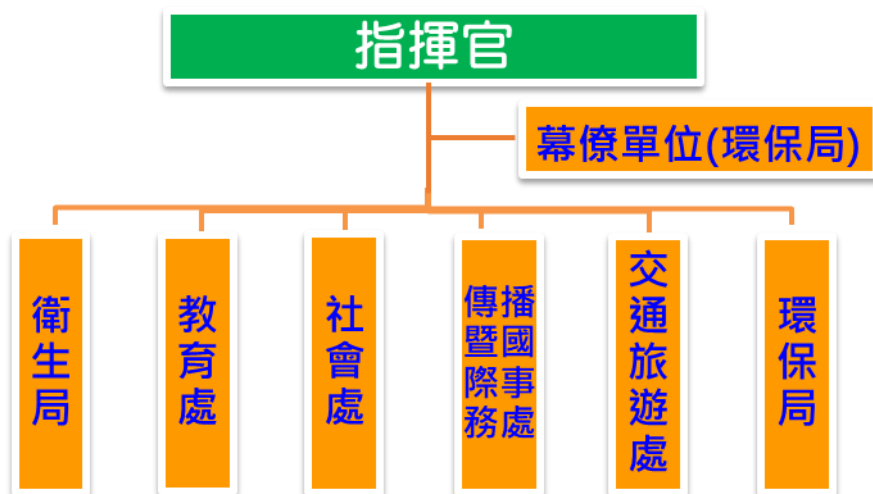 指揮官
幕僚單位(環保局)
衛生局
教育處
社會處
傳播
暨國
際事
務處
交通旅遊處
環保局